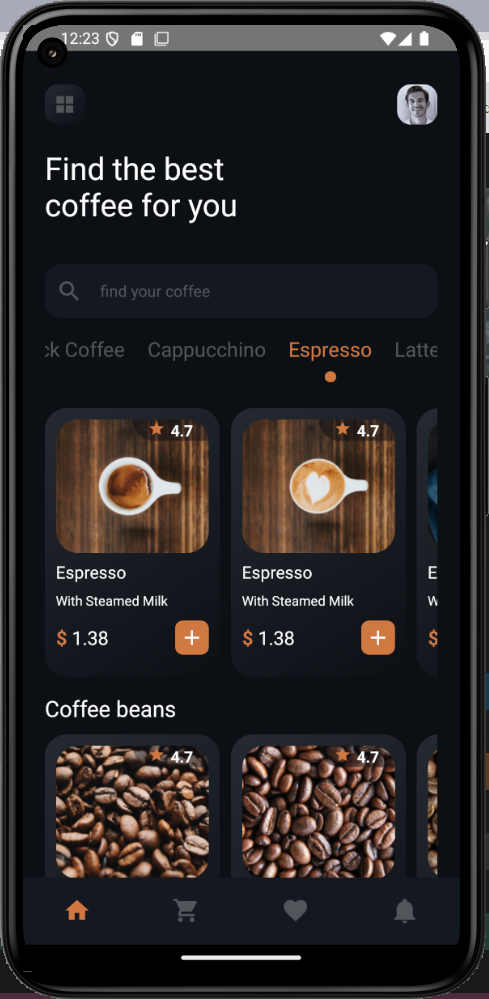 12:23
Find the best
coffee for you
find your coffee
ck Coffee Cappucchino Espresso Latte
4.7 4.7
Espresso Espresso E
With Steamed Milk With Steamed Milk W
$ 1.38 $ 1.38 $
Coffee beans
4.7 4.7